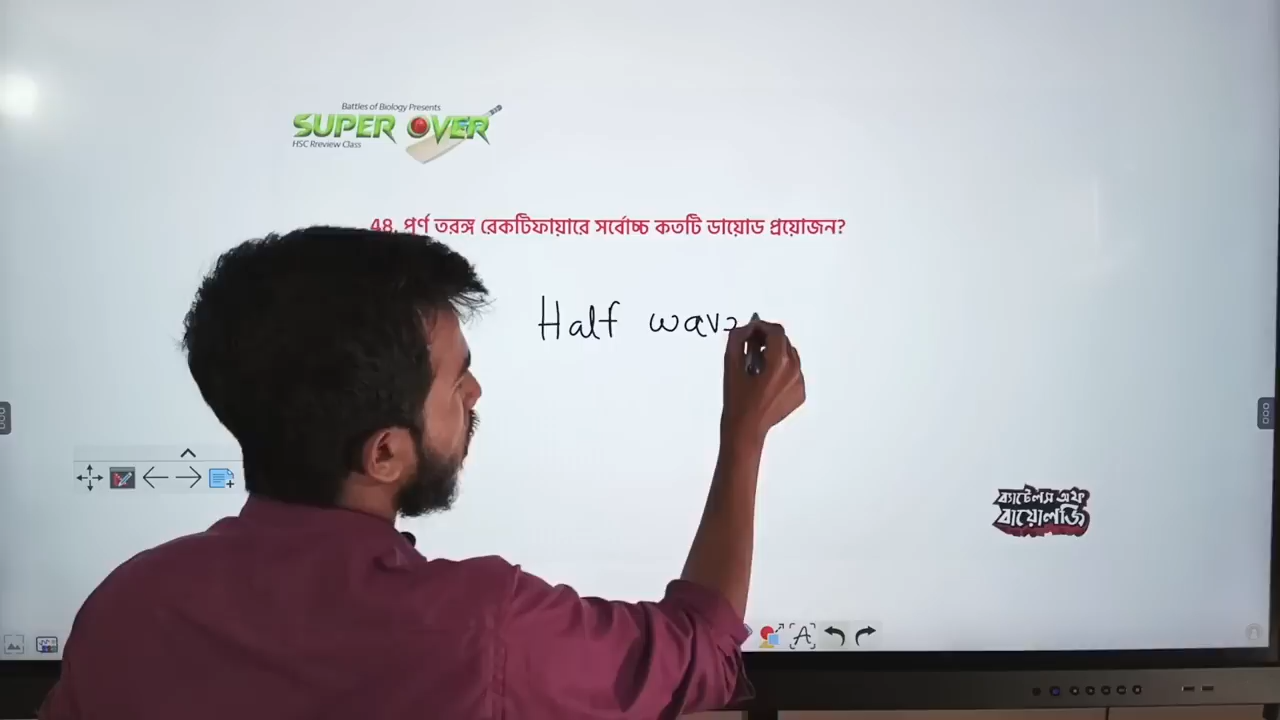 Battles of Biology Presents
SUPER OVER
HSC Rreview Class
48. পূর্ণ তরঙ্গ রেকটিফায়ারে সর্বোচ্চ কতটি ডায়োড প্রয়োজন?
Half wave
ব্যাটেলস অফ
বায়োলজি